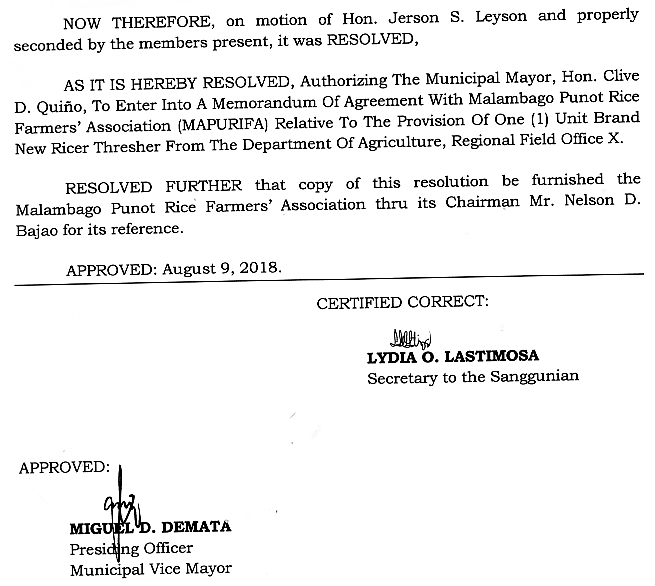 NOW THEREFORE, on motion of Hon. Jerson S. Leyson and properly
seconded by the members present, it was RESOLVED,
AS IT IS HEREBY RESOLVED, Authorizing The Municipal Mayor, Hon. Clive
D. Quiño, To Enter Into A Memorandum Of Agreement With Malambago Punot Rice
Farmers' Association (MAPURIFA) Relative To The Provision Of One (1) Unit Brand
New Ricer Thresher From The Department Of Agriculture, Regional Field Office X.
RESOLVED FURTHER that copy of this resolution be furnished the
Malambago Punot Rice Farmers' Association thru its Chairman Mr. Nelson D.
Bajao for its reference.
APPROVED: August 9, 2018.
CERTIFIED CORRECT:
LYDIA O. LASTIMOSA
Secretary to the Sanggunian
APPROVED:
MIGUEL D. DEMATA
Presiding Officer
Municipal Vice Mayor